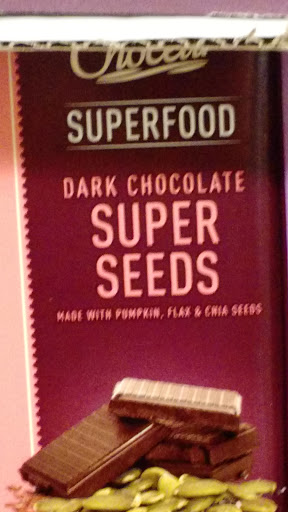 SUPERFOOD
DARK CHOCOLATE
SUPER
SEEDS
MADE WITH PUMPKIN, FLAX & CHIA SEEDS